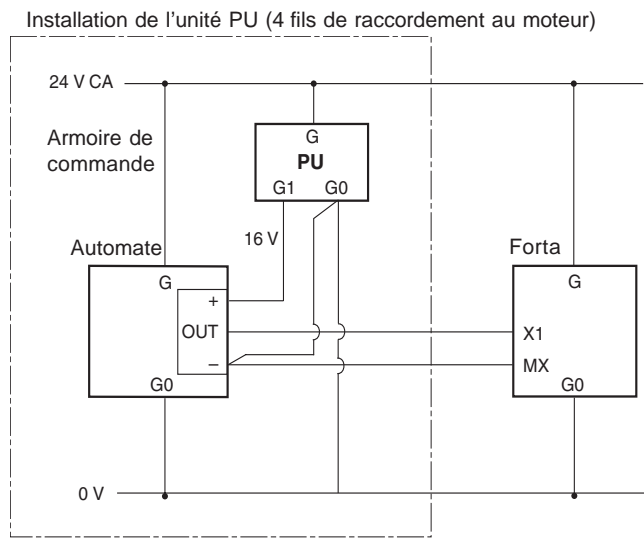 Installation de l'unité PU (4 fils de raccordement au moteur)
24 V CA
Armoire de
commande
G
PU
G1 G0
16 V
Automate
Forta
G
+
OUT
–
G0
G
X1
MX
G0
0 V